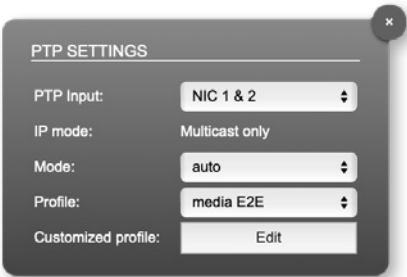 ×
PTP SETTINGS
PTP Input: NIC 1 & 2
IP mode: Multicast only
Mode: auto
Profile: media E2E
Customized profile: Edit